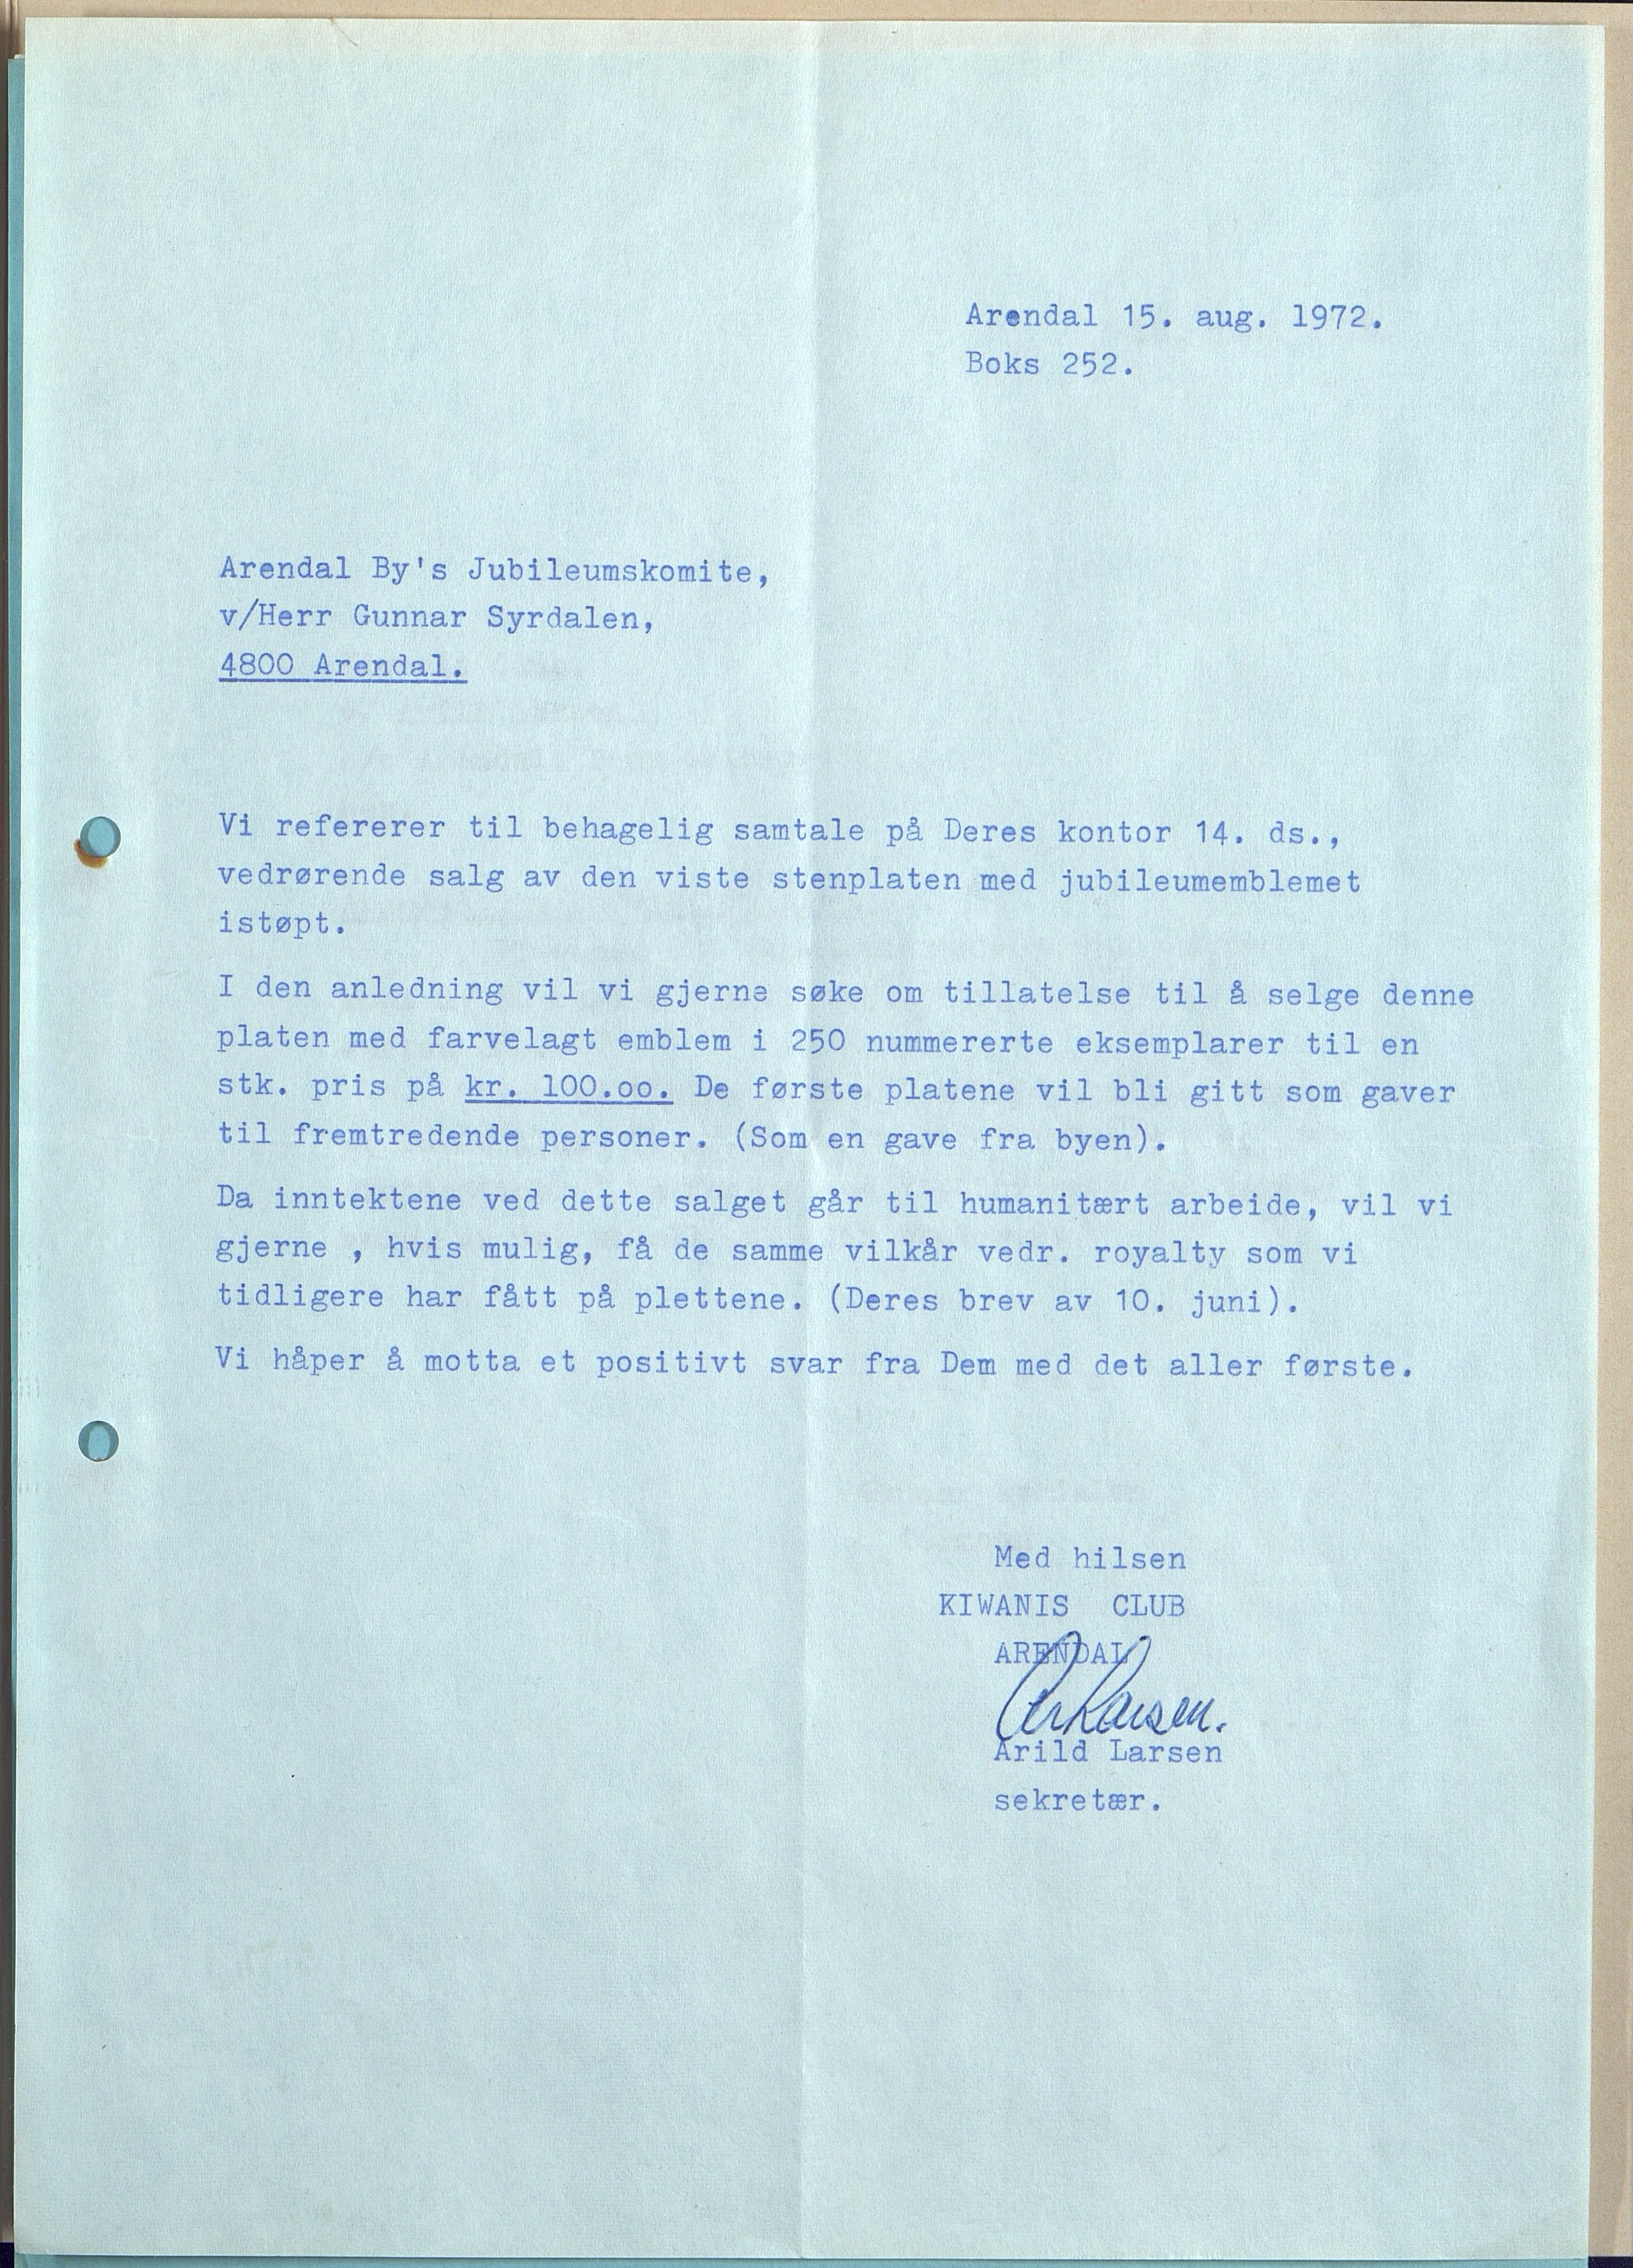 Arendal 15. aug. 1972.
Boks 252.
Arendal By's Jubileumskomite,
v/Herr Gunnar Syrdalen,
4800 Arendal.
Vi refererer til behagelig samtale på Deres kontor 14. ds.,
vedrørende salg av den viste stenplaten med jubileumemblemet
istøpt.
I den anledning vil vi gjerne søke om tillatelse til å selge denne
platen med farvelagt emblem i 250 nummererte eksemplarer til en
stk. pris på kr. 100.oo. De første platene vil bli gitt som gaver
til fremtredende personer. (Som en gave fra byen).
Da inntektene ved dette salget går til humanitært arbeide, vil vi
gjerne , hvis mulig, få de samme vilkår vedr. royalty som vi
tidligere har fått på plettene. (Deres brev av 10. juni).
Vi håper å motta et positivt svar fra Dem med det aller første.
Med hilsen
KIWANIS CLUB
ARENDAL
Ar Larsen.
Arild Larsen
sekretær.